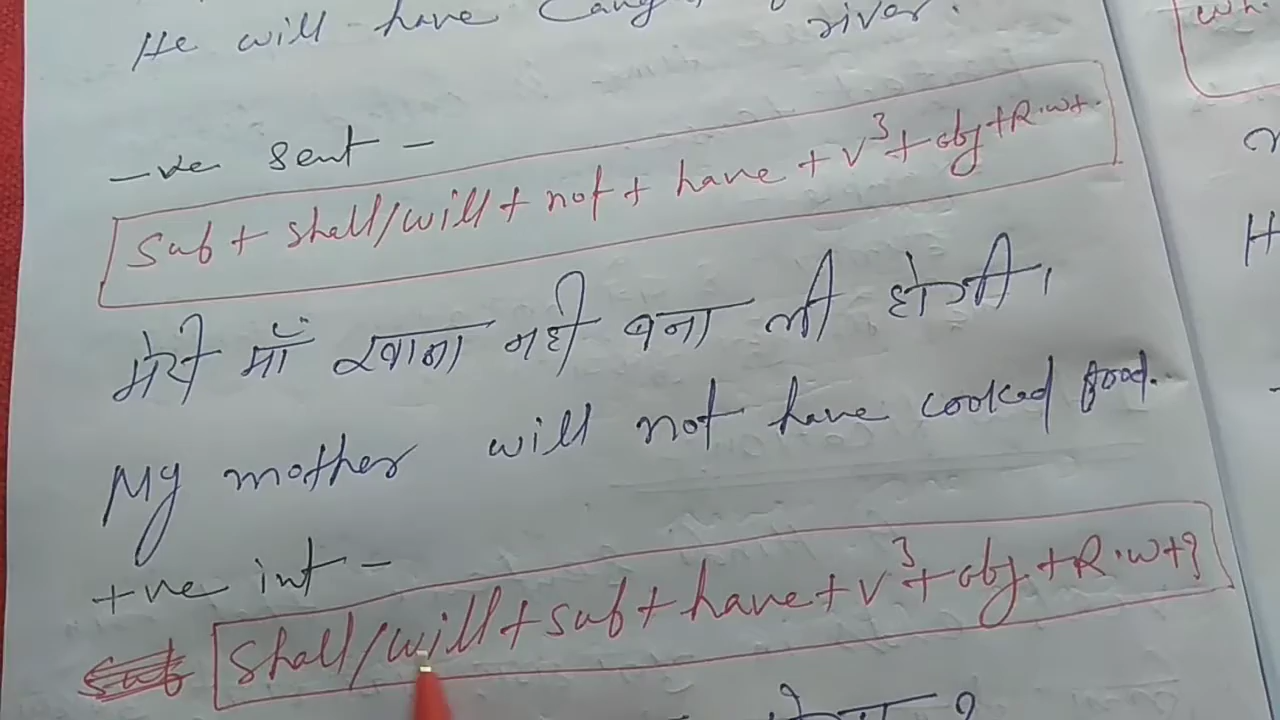 He will have
river.
-ve sent -
Sub + shall/will + not + have + V³ + obj + R.w+.
मेरी माँ खाना नही बना ली होगी।
My mother will not have cooked food.
+ve int -
Shall/will + sub + have + V³ + obj + R.w+?